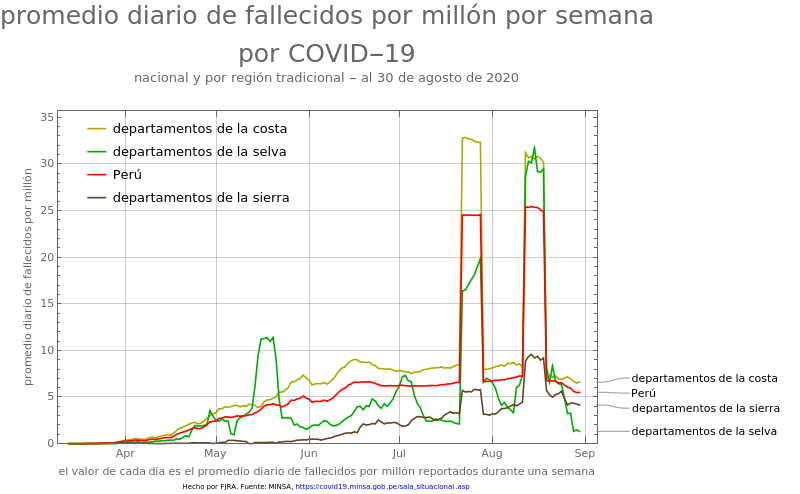 promedio diario de fallecidos por millón por semana
por COVID−19
nacional y por región tradicional − al 30 de agosto de 2020
departamentos de la costa
departamentos de la selva
Perú
departamentos de la sierra
promedio diario de fallecidos por millón
35
30
25
20
15
10
5
0
Apr May Jun Jul Aug Sep
departamentos de la costa
Perú
departamentos de la sierra
departamentos de la selva
el valor de cada día es el promedio diario de fallecidos por millón reportados durante una semana
Hecho por FJRA. Fuente: MINSA, https://covid19.minsa.gob.pe/sala_situacional.asp